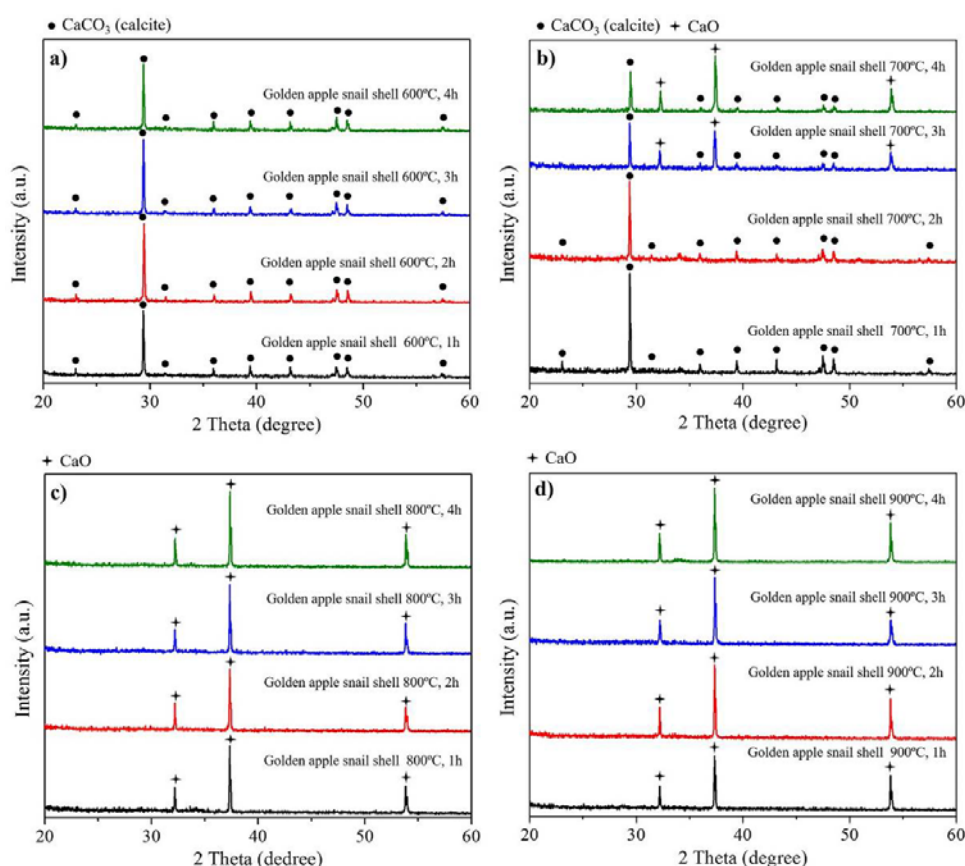 ● CaCO₃ (calcite)
a)
Golden apple snail shell 600ºC, 4h
Golden apple snail shell 600ºC, 3h
Golden apple snail shell 600ºC, 2h
Golden apple snail shell 600ºC, 1h
Intensity (a.u.)
20 30 40 50 60
2 Theta (degree)
● CaCO₃ (calcite) ✦ CaO
b)
Golden apple snail shell 700ºC, 4h
Golden apple snail shell 700ºC, 3h
Golden apple snail shell 700ºC, 2h
Golden apple snail shell 700ºC, 1h
Intensity (a.u.)
20 30 40 50 60
2 Theta (degree)
✦ CaO
c)
Golden apple snail shell 800ºC, 4h
Golden apple snail shell 800ºC, 3h
Golden apple snail shell 800ºC, 2h
Golden apple snail shell 800ºC, 1h
Intensity (a.u.)
20 30 40 50 60
2 Theta (dedree)
✦ CaO
d)
Golden apple snail shell 900ºC, 4h
Golden apple snail shell 900ºC, 3h
Golden apple snail shell 900ºC, 2h
Golden apple snail shell 900ºC, 1h
Intensity (a.u.)
20 30 40 50 60
2 Theta (degree)